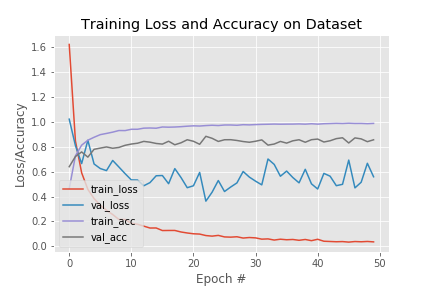 Training Loss and Accuracy on Dataset
1.6
1.4
1.2
1.0
0.8
0.6
0.4
0.2
0.0
Loss/Accuracy
train_loss
val_loss
train_acc
val_acc
0 10 20 30 40 50
Epoch #